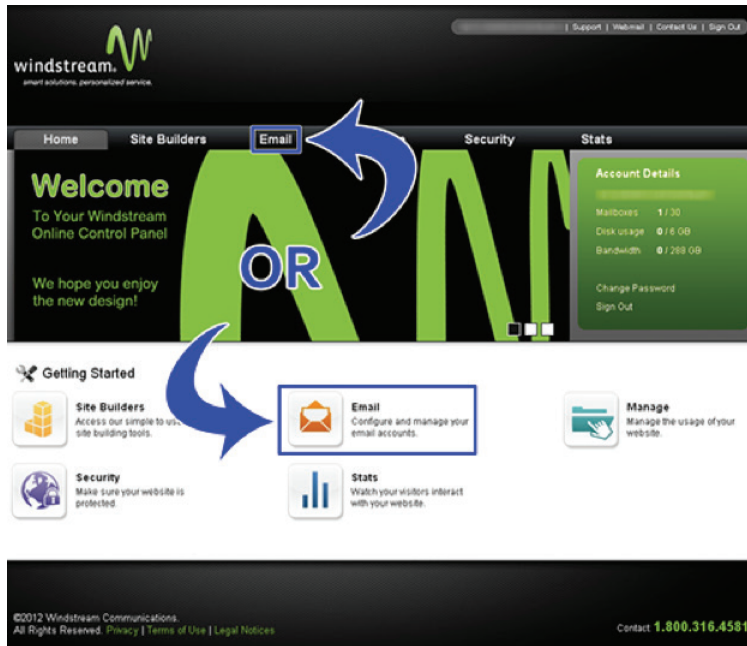 windstream.
smart solutions. personalized service.
| Support | Webmail | Contact Us | Sign Out
Home Site Builders Email Security Stats
Welcome
To Your Windstream
Online Control Panel
We hope you enjoy
the new design!
OR
Account Details
Mailboxes 1 / 30
Disk usage 0 / 6 GB
Bandwidth 0 / 288 GB
Change Password
Sign Out
Getting Started
Site Builders
Access our simple to use
site building tools.
Email
Configure and manage your
email accounts.
Manage
Manage the usage of your
website.
Security
Make sure your website is
protected.
Stats
Watch your visitors interact
with your website.
©2012 Windstream Communications.
All Rights Reserved. Privacy | Terms of Use | Legal Notices
Contact 1.800.316.4581